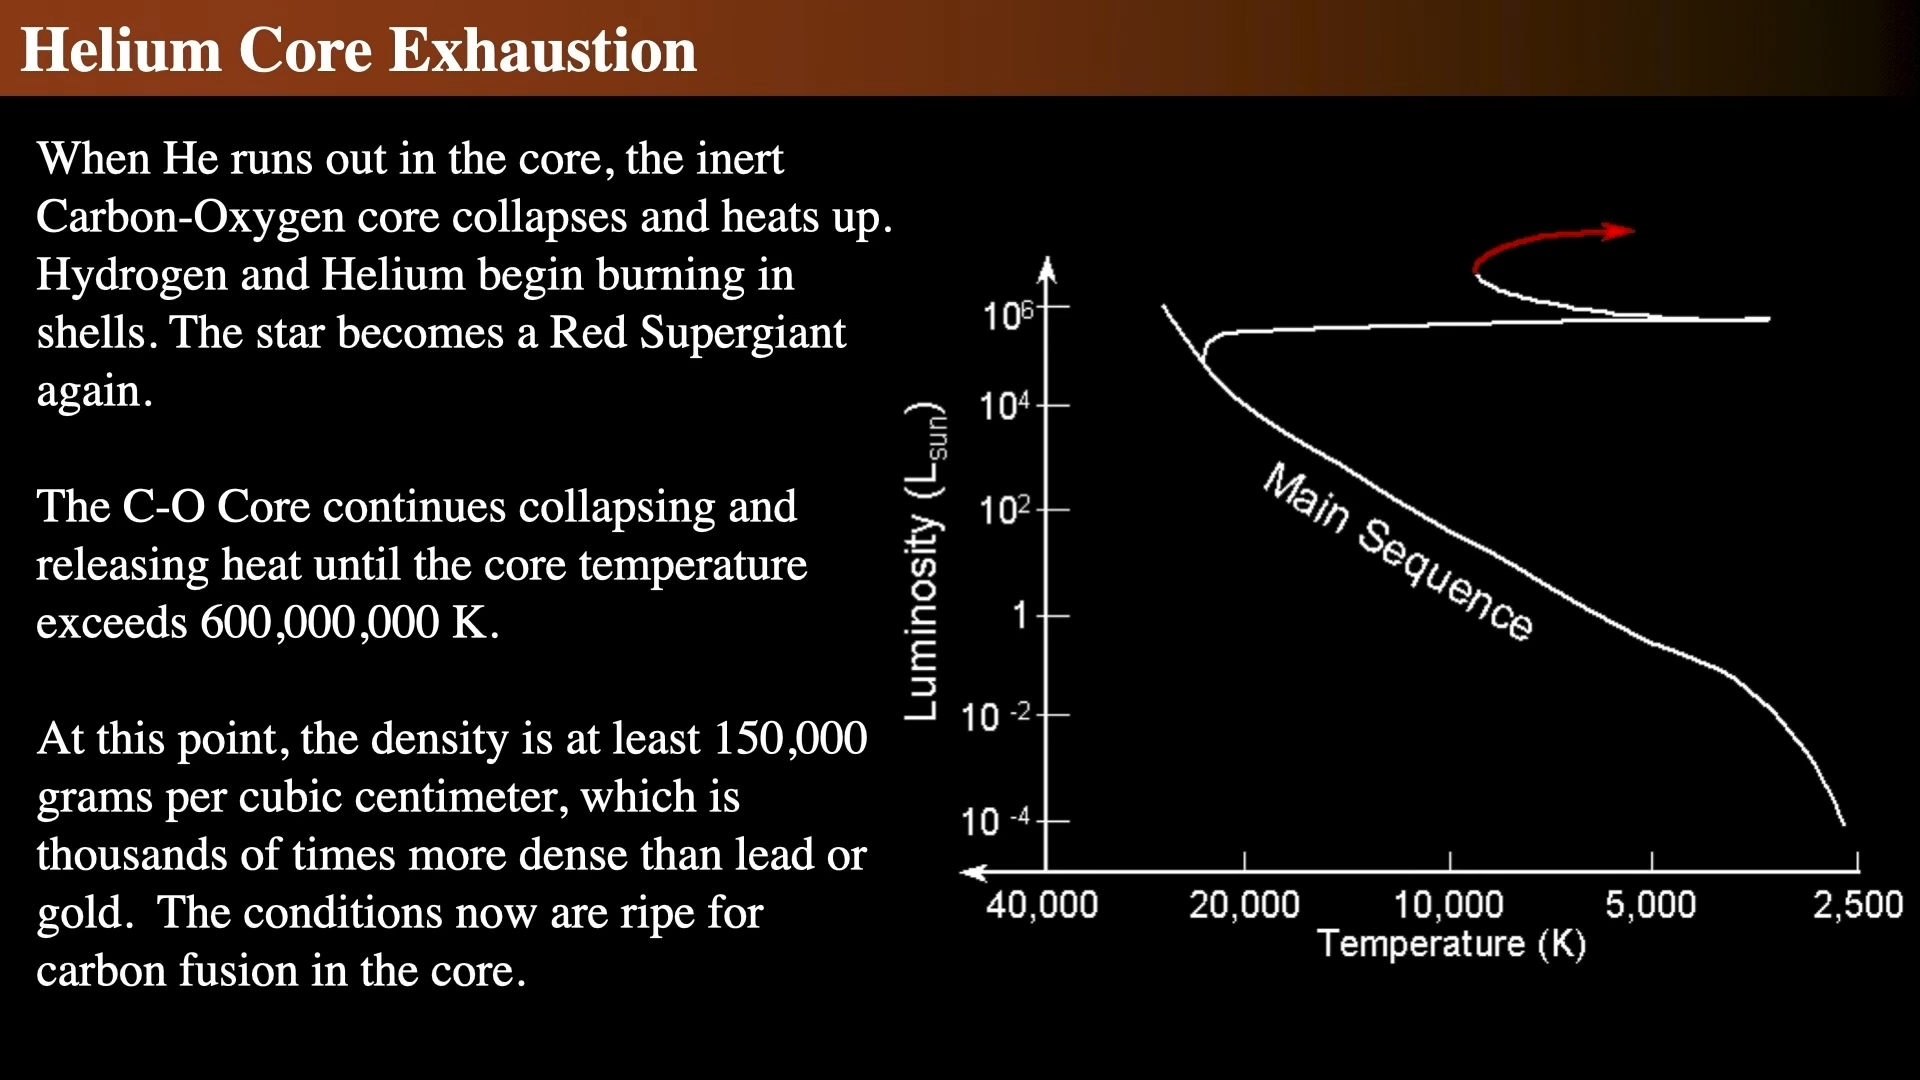 Helium Core Exhaustion
When He runs out in the core, the inert
Carbon-Oxygen core collapses and heats up.
Hydrogen and Helium begin burning in
shells. The star becomes a Red Supergiant
again.
The C-O Core continues collapsing and
releasing heat until the core temperature
exceeds 600,000,000 K.
At this point, the density is at least 150,000
grams per cubic centimeter, which is
thousands of times more dense than lead or
gold.  The conditions now are ripe for
carbon fusion in the core.
Luminosity (Lsun)
10⁶
10⁴
10²
1
10⁻²
10⁻⁴
Main Sequence
40,000 20,000 10,000 5,000 2,500
Temperature (K)